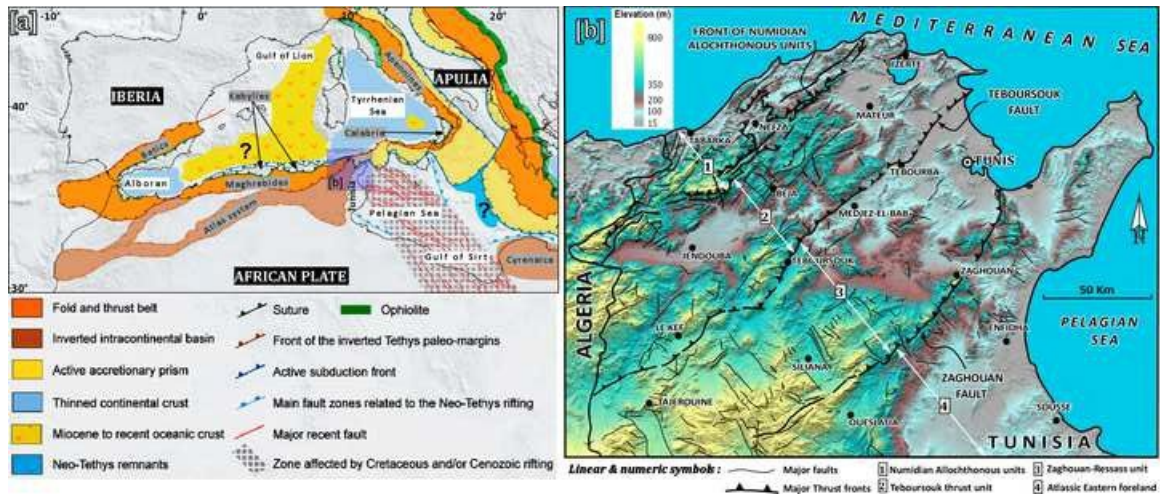 [a]
-10°
0°
10°
20°
Gulf of Lion
IBERIA
Kabylies
Apennines
APULIA
Tyrrhenian
Sea
40°
Calabria
?
Betics
Alboran
Maghrebides
[b]
Tunisia
Atlas system
Pelagian Sea
?
Gulf of Sirt
AFRICAN PLATE
Cyrenaica
30°
Fold and thrust belt
Suture
Ophiolite
Inverted intracontinental basin
Front of the inverted Tethys paleo-margins
Active accretionary prism
Active subduction front
Thinned continental crust
Main fault zones related to the Neo-Tethys rifting
Miocene to recent oceanic crust
Major recent fault
Neo-Tethys remnants
Zone affected by Cretaceous and/or Cenozoic rifting
[b]
Elevation (m)
900
350
200
100
15
FRONT OF NUMIDIAN
ALOCHTHONOUS UNITS
MEDITERRANEAN SEA
BIZERTE
TEBOURSOUK
FAULT
MATEUR
NEFZA
TABARKA
TUNIS
1
TEBOURBA
BEJA
2
MEDJEZ-EL-BAB
N
JENDOUBA
TEBOURSOUK
ZAGHOUAN
3
50 Km
ALGERIA
LE KEF
ENFIDHA
PELAGIAN
SEA
SILIANA
ZAGHOUAN
FAULT
TAJEROUINE
4
OUESLATIA
SOUSSE
TUNISIA
Linear & numeric symbols :
Major faults
1 Numidian Allochthonous units
3 Zaghouan-Ressass unit
Major Thrust fronts
2 Teboursouk thrust unit
4 Atlassic Eastern foreland